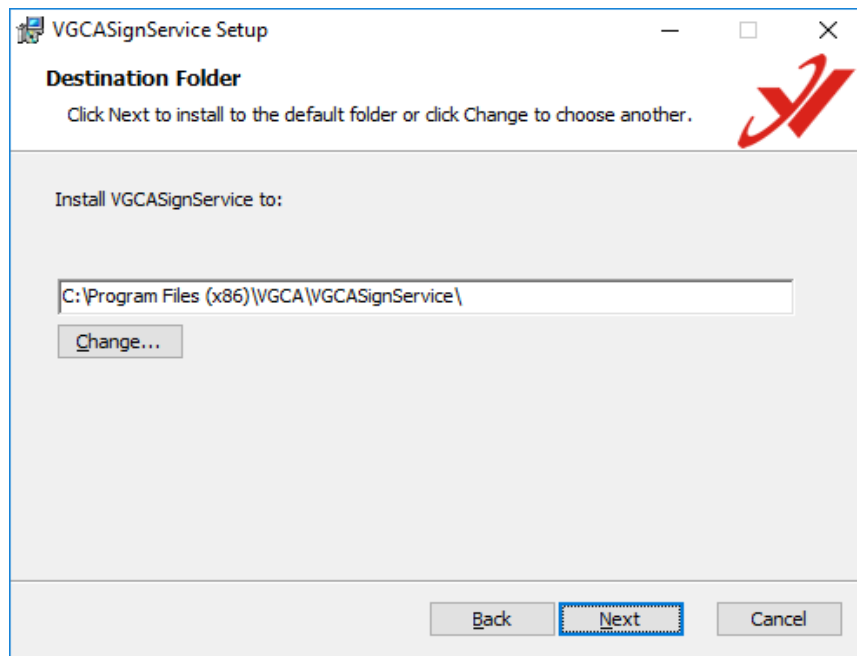 VGCASignService Setup
Destination Folder
Click Next to install to the default folder or click Change to choose another.
Install VGCASignService to:
C:\Program Files (x86)\VGCA\VGCASignService\
Change...
Back Next Cancel